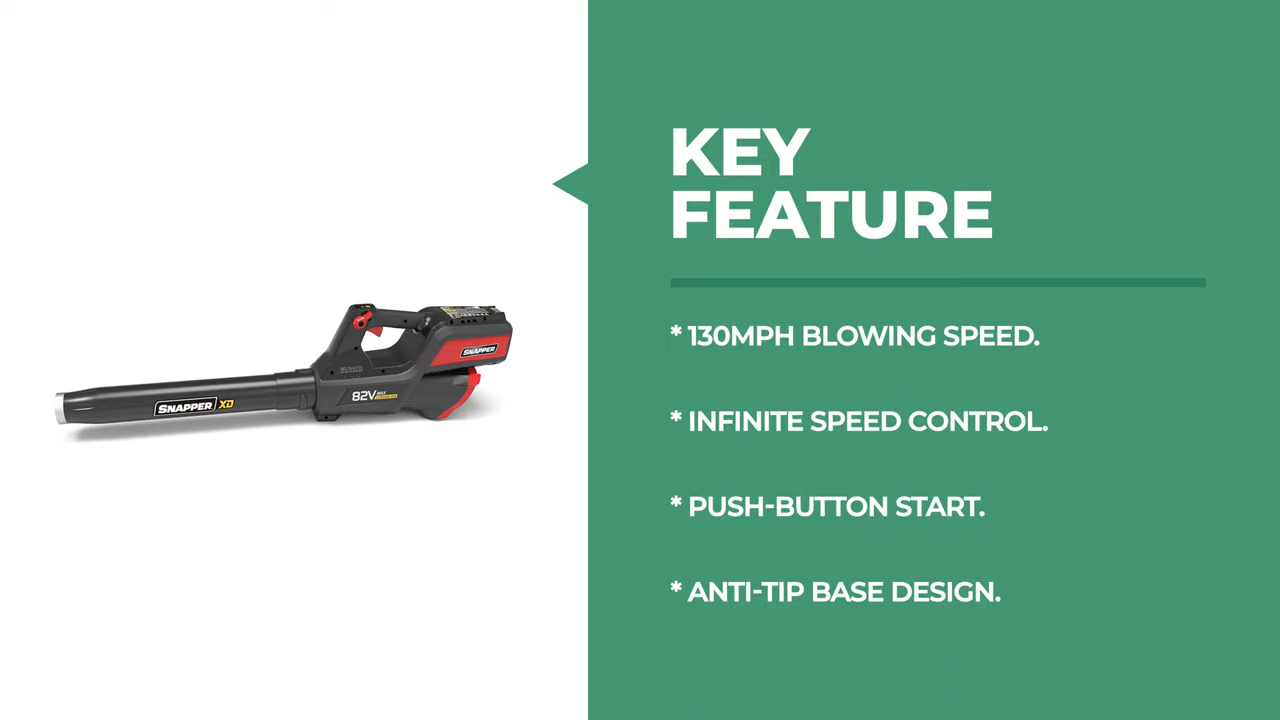 KEY
FEATURE
* 130MPH BLOWING SPEED.
* INFINITE SPEED CONTROL.
* PUSH-BUTTON START.
* ANTI-TIP BASE DESIGN.
SNAPPER
82V MAX
SNAPPER XD